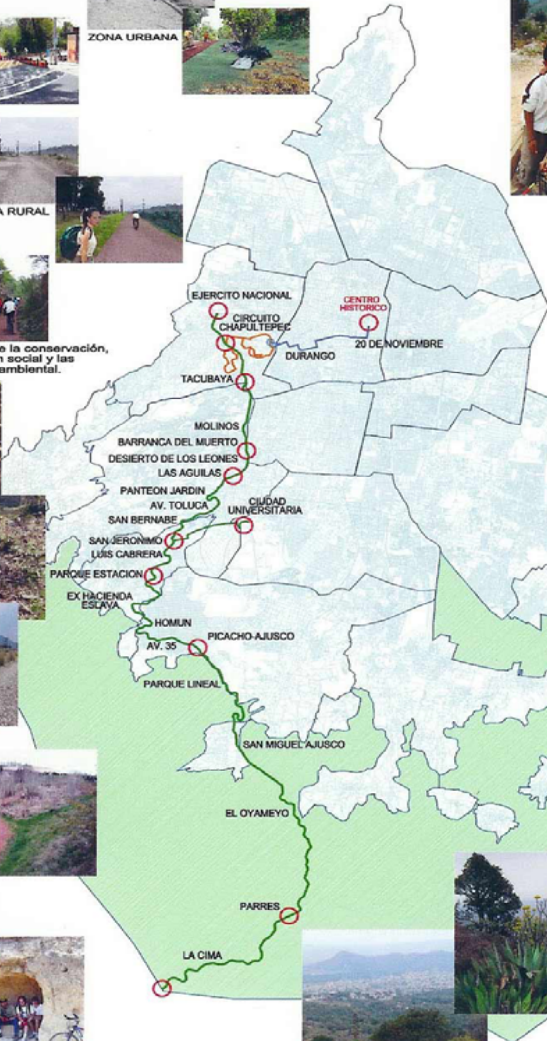 ZONA URBANA
A RURAL
e la conservación,
n social y las
ambiental.
EJERCITO NACIONAL
CIRCUITO
CHAPULTEPEC
CENTRO
HISTORICO
DURANGO
20 DE NOVIEMBRE
TACUBAYA
MOLINOS
BARRANCA DEL MUERTO
DESIERTO DE LOS LEONES
LAS AGUILAS
PANTEON JARDIN
AV. TOLUCA
CIUDAD
UNIVERSITARIA
SAN BERNABE
SAN JERONIMO
LUIS CABRERA
PARQUE ESTACION
EX HACIENDA
ESLAVA
HOMUN
AV. 35
PICACHO-AJUSCO
PARQUE LINEAL
SAN MIGUEL AJUSCO
EL OYAMEYO
PARRES
LA CIMA